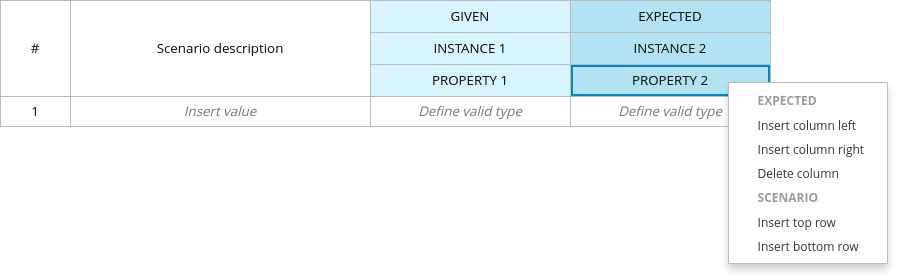 # Scenario description GIVEN EXPECTED
INSTANCE 1 INSTANCE 2
PROPERTY 1 PROPERTY 2
1 Insert value Define valid type Define valid type
EXPECTED
Insert column left
Insert column right
Delete column
SCENARIO
Insert top row
Insert bottom row